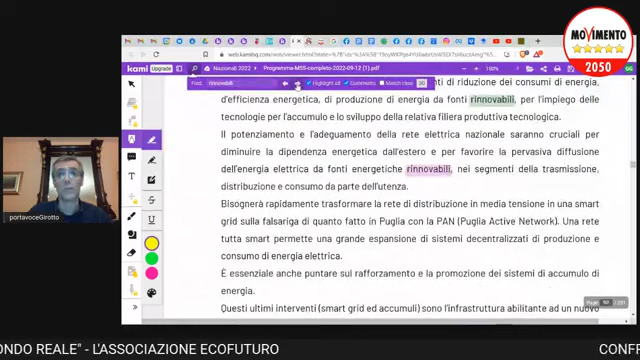 MOVIMENTO
2050
web.kamihq.com/web/viewer.html
kami Upgrade
Nazionali 2022
Programma-M5S-completo-2022-09-12 (1).pdf
180%
Find: rinnovabili
Highlight All
Comments
Match case
di riduzione dei consumi di energia,
d'efficienza energetica, di produzione di energia da fonti rinnovabili, per l'impiego delle
tecnologie per l'accumulo e lo sviluppo della relativa filiera produttiva tecnologica.
Il potenziamento e l'adeguamento della rete elettrica nazionale saranno cruciali per
diminuire la dipendenza energetica dall'estero e per favorire la pervasiva diffusione
dell'energia elettrica da fonti energetiche rinnovabili, nei segmenti della trasmissione,
distribuzione e consumo da parte dell'utenza.
Bisognerà rapidamente trasformare la rete di distribuzione in media tensione in una smart
grid sulla falsariga di quanto fatto in Puglia con la PAN (Puglia Active Network). Una rete
tutta smart permette una grande espansione di sistemi decentralizzati di produzione e
consumo di energia elettrica.
È essenziale anche puntare sul rafforzamento e la promozione dei sistemi di accumulo di
energia.
Questi ultimi interventi (smart grid ed accumuli) sono l'infrastruttura abilitante ad un nuovo
Page
portavoceGirotto
ONDO REALE" - L'ASSOCIAZIONE ECOFUTURO
CONFR